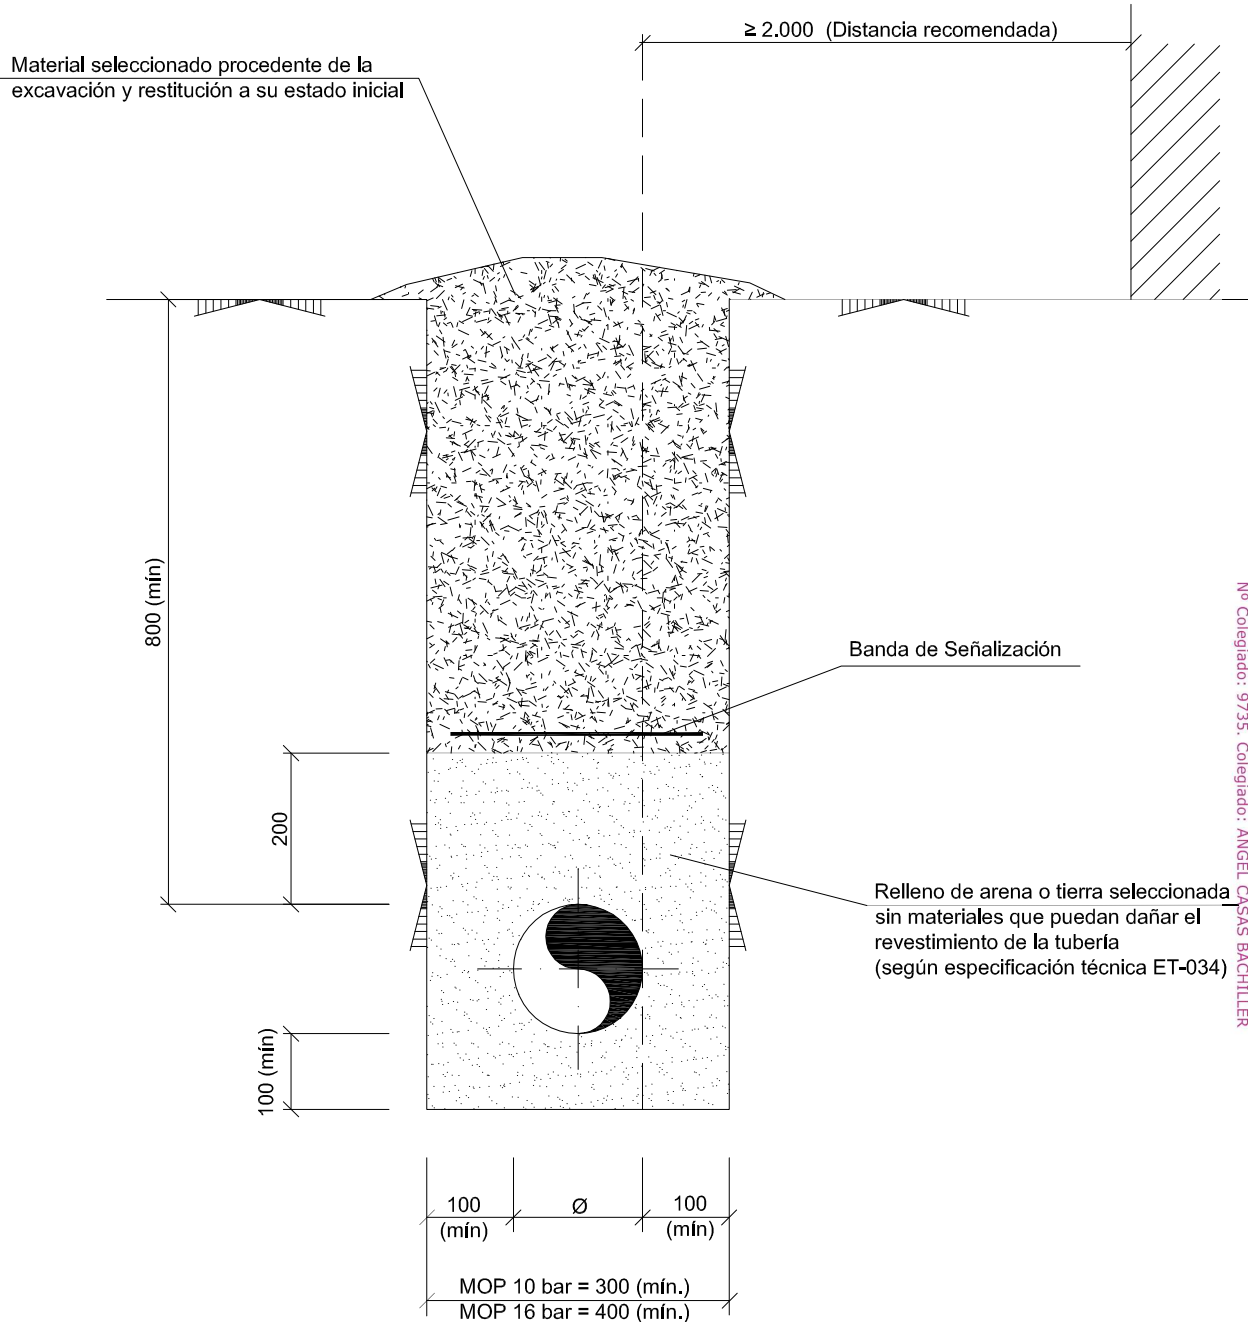 ≥ 2.000 (Distancia recomendada)
Material seleccionado procedente de la
excavación y restitución a su estado inicial
800 (mín)
Banda de Señalización
200
Relleno de arena o tierra seleccionada
sin materiales que puedan dañar el
revestimiento de la tubería
(según especificación técnica ET-034)
100 (mín)
100
(mín)
Ø
100
(mín)
MOP 10 bar = 300 (mín.)
MOP 16 bar = 400 (mín.)
Nº Colegiado: 9735. Colegiado: ANGEL CASAS BACHILLER